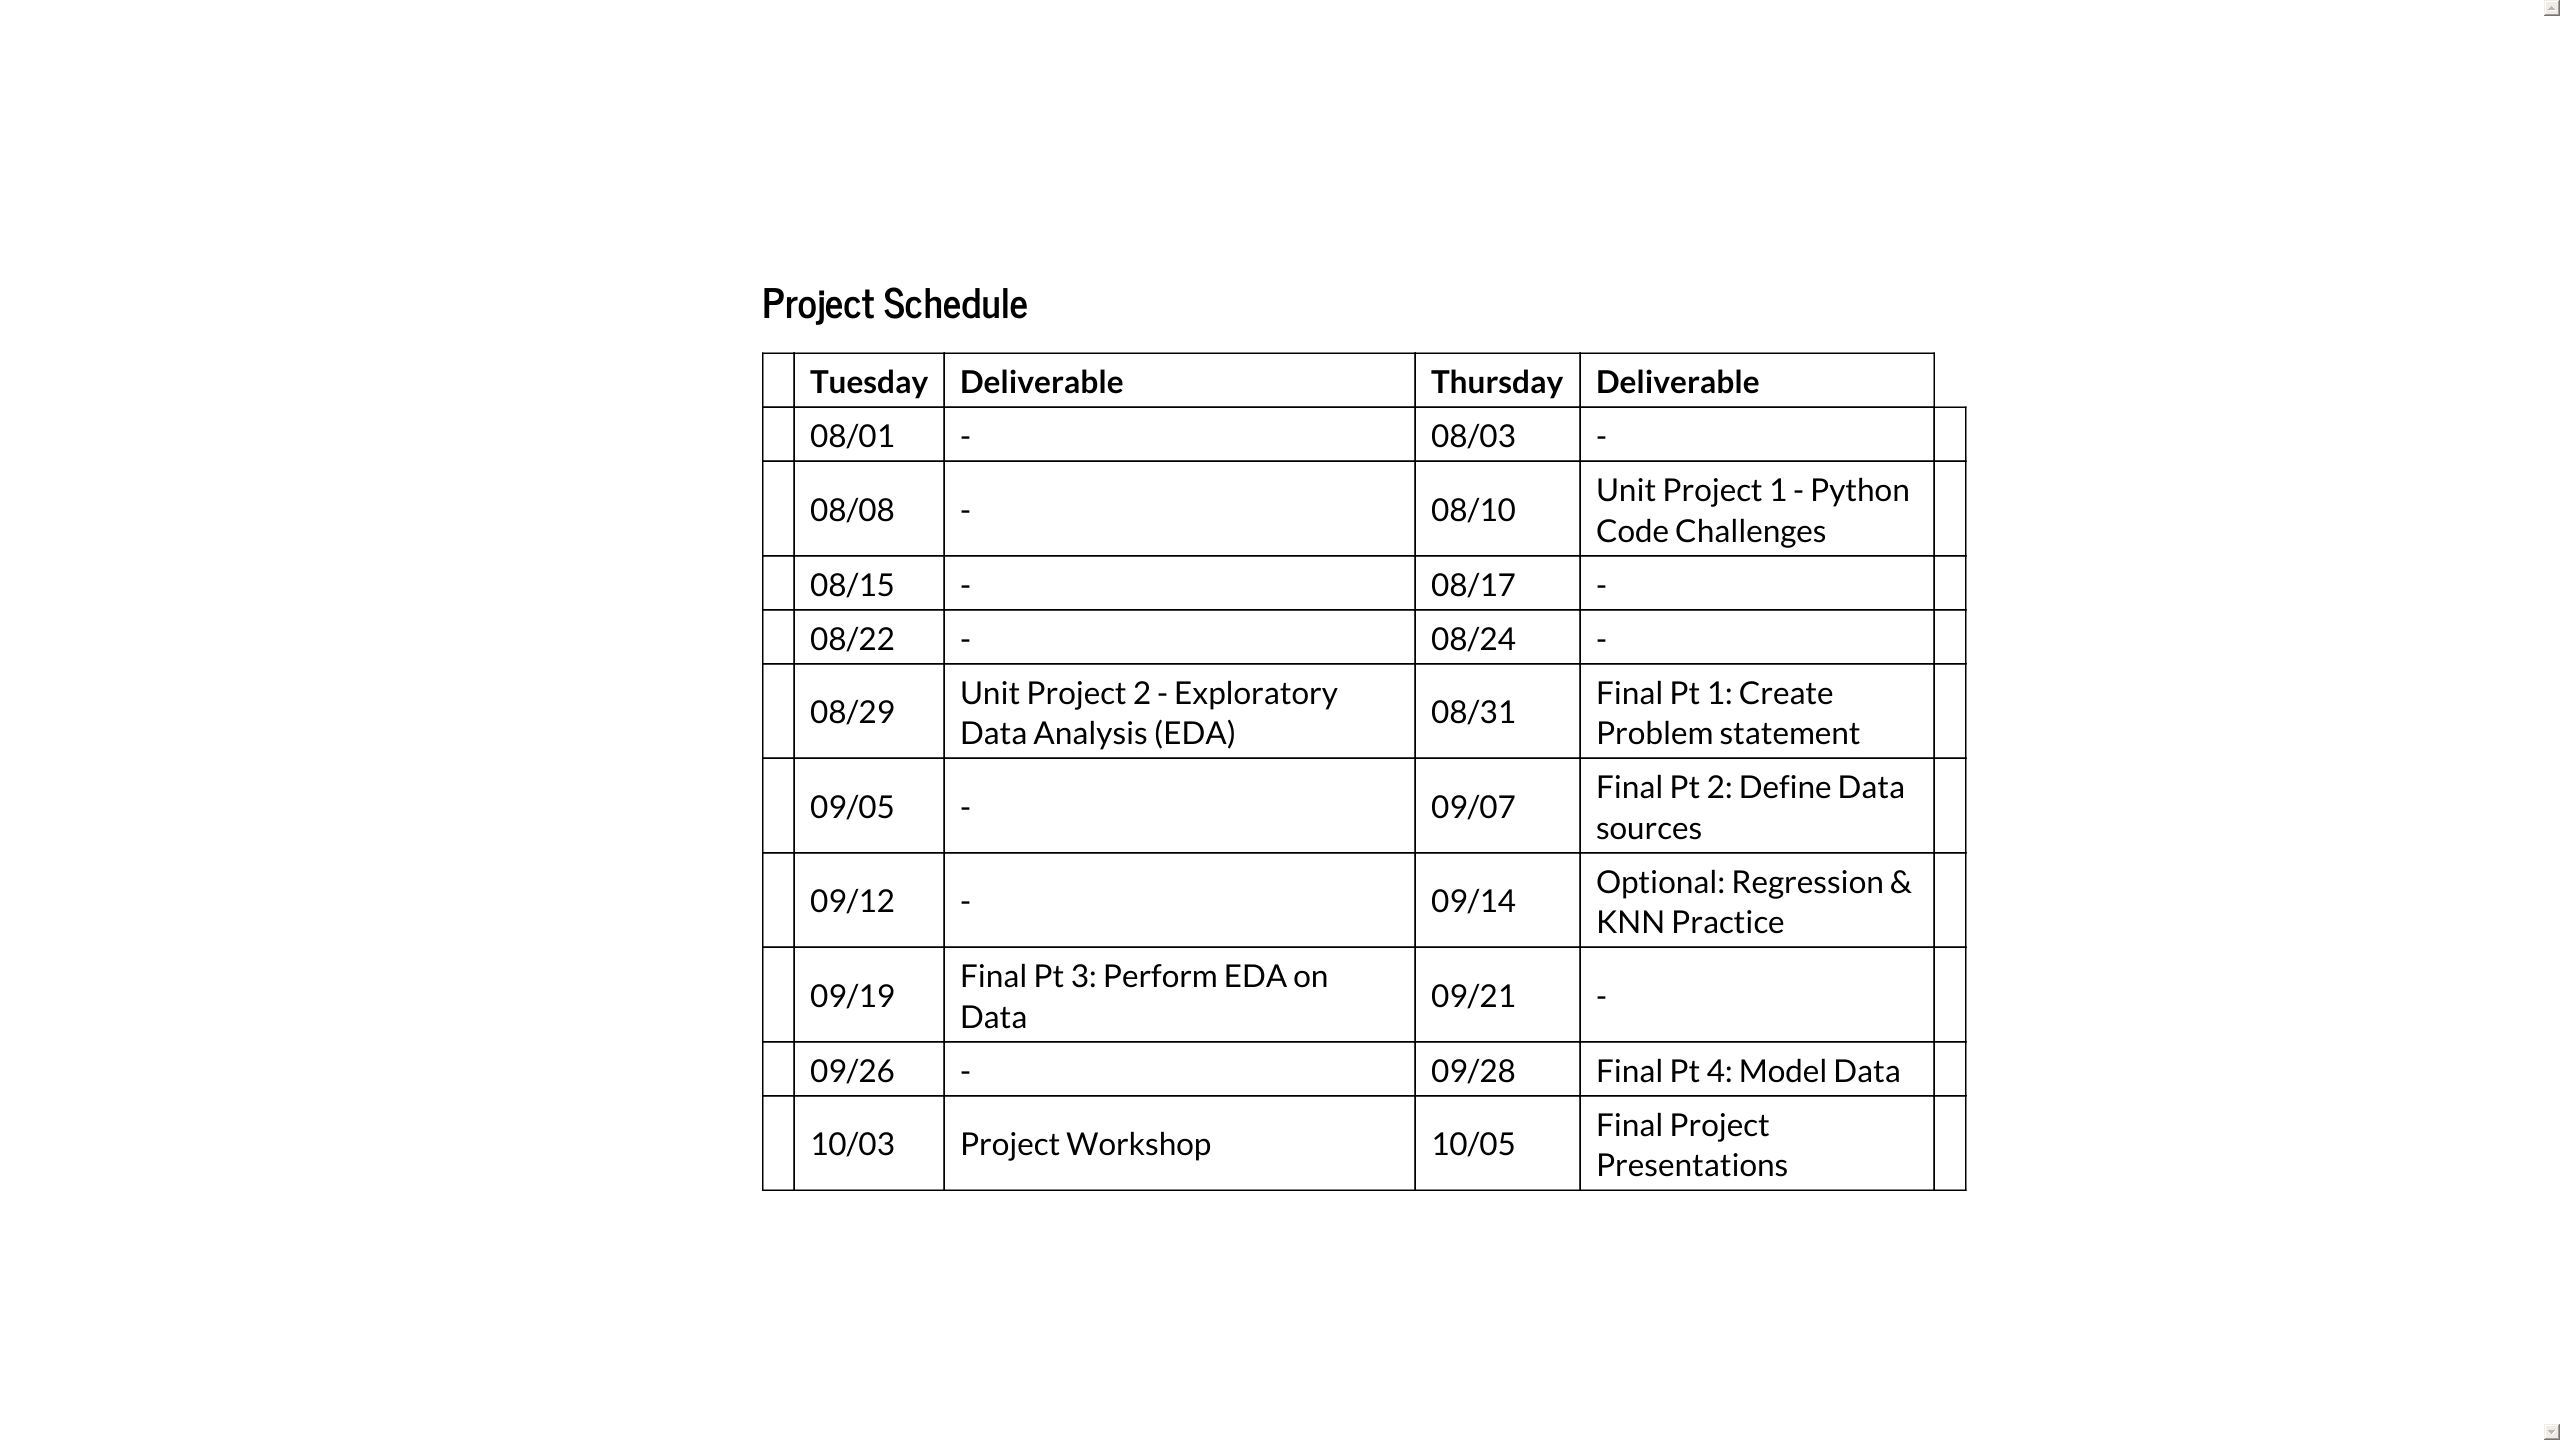 Project Schedule
Tuesday Deliverable Thursday Deliverable
08/01 - 08/03 -
08/08 - 08/10 Unit Project 1 - Python
Code Challenges
08/15 - 08/17 -
08/22 - 08/24 -
08/29 Unit Project 2 - Exploratory
Data Analysis (EDA)
08/31 Final Pt 1: Create
Problem statement
09/05 - 09/07 Final Pt 2: Define Data
sources
09/12 - 09/14 Optional: Regression &
KNN Practice
09/19 Final Pt 3: Perform EDA on
Data
09/21 -
09/26 - 09/28 Final Pt 4: Model Data
10/03 Project Workshop 10/05 Final Project
Presentations